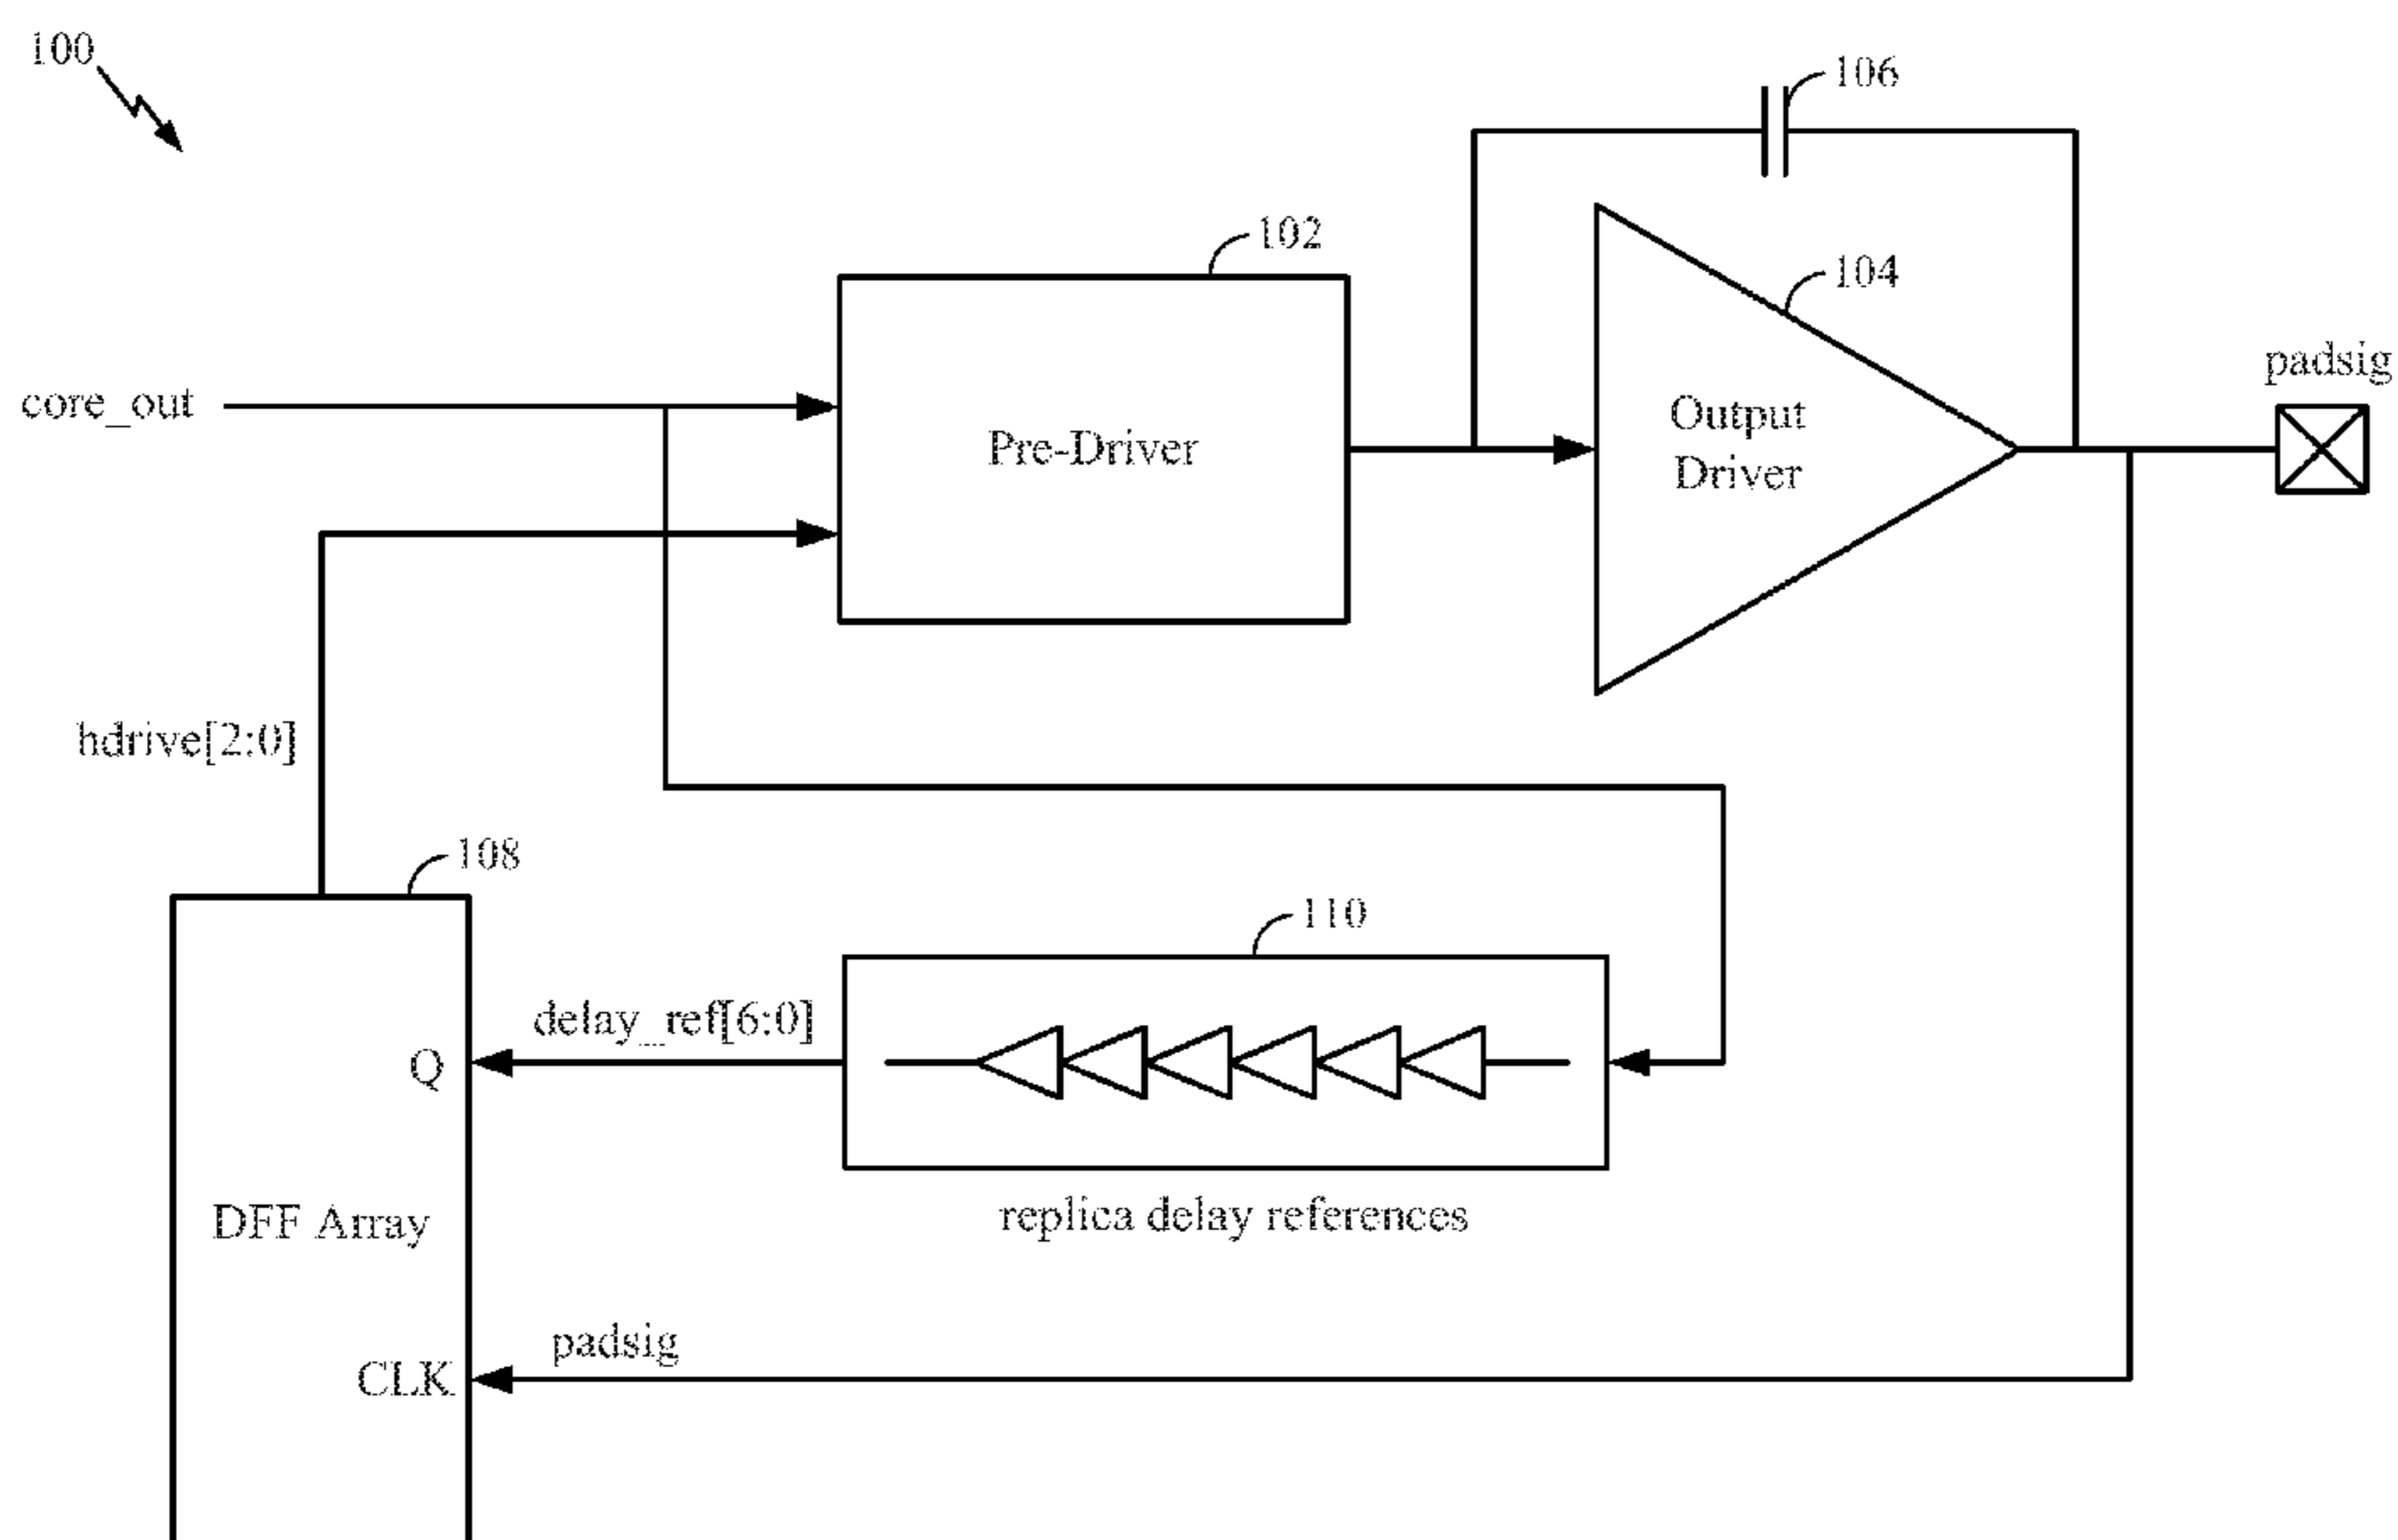 100
106
102
104
padsig
core_out
Pre-Driver
Output
Driver
hdrive[2:0]
108
110
delay_ref[6:0]
Q
replica delay references
DFF Array
padsig
CLK